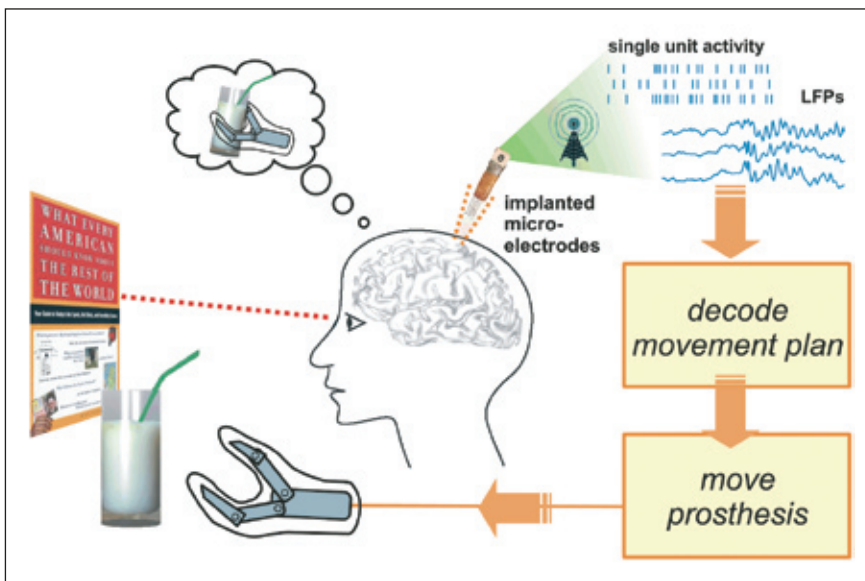 single unit activity
LFPs
implanted
micro-
electrodes
WHAT EVERY
AMERICAN
SHOULD KNOW ABOUT
THE REST OF
THE WORLD
decode
movement plan
move
prosthesis